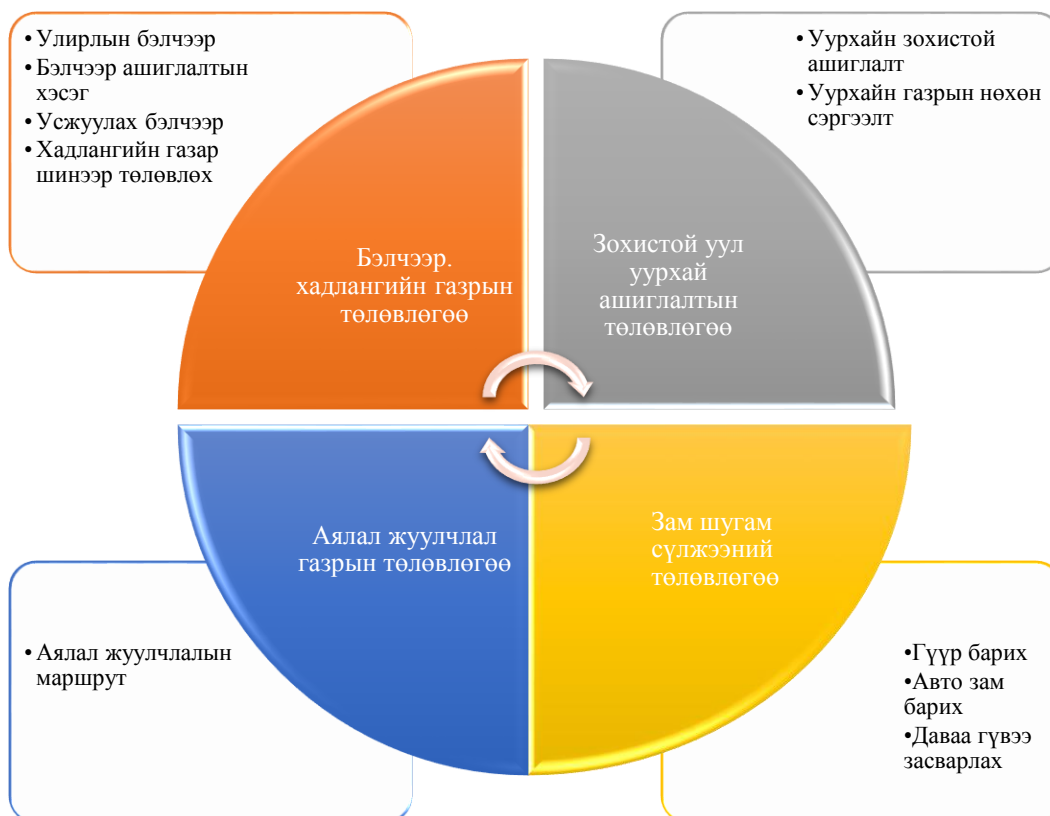 • Улирлын бэлчээр
• Бэлчээр ашиглалтын
хэсэг
• Усжуулах бэлчээр
• Хадлангийн газар
шинээр төлөвлөх
• Уурхайн зохистой
ашиглалт
• Уурхайн газрын нөхөн
сэргээлт
Бэлчээр.
хадлангийн газрын
төлөвлөгөө
Зохистой уул
уурхай
ашиглалтын
төлөвлөгөө
Аялал жуулчлал
газрын төлөвлөгөө
Зам шугам
сүлжээний
төлөвлөгөө
• Аялал жуулчлалын
маршрут
•Гүүр барих
•Авто зам
барих
•Даваа гүвээ
засварлах